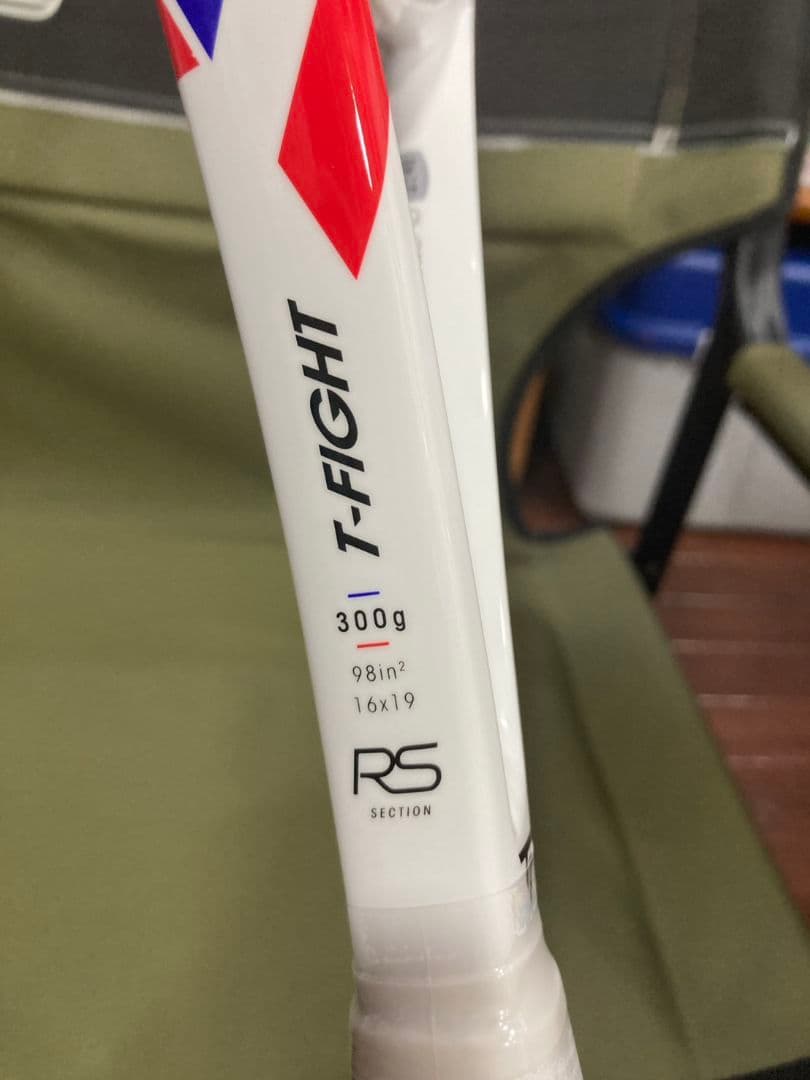 T-FIGHT
300g
98in²
16x19
RS
SECTION